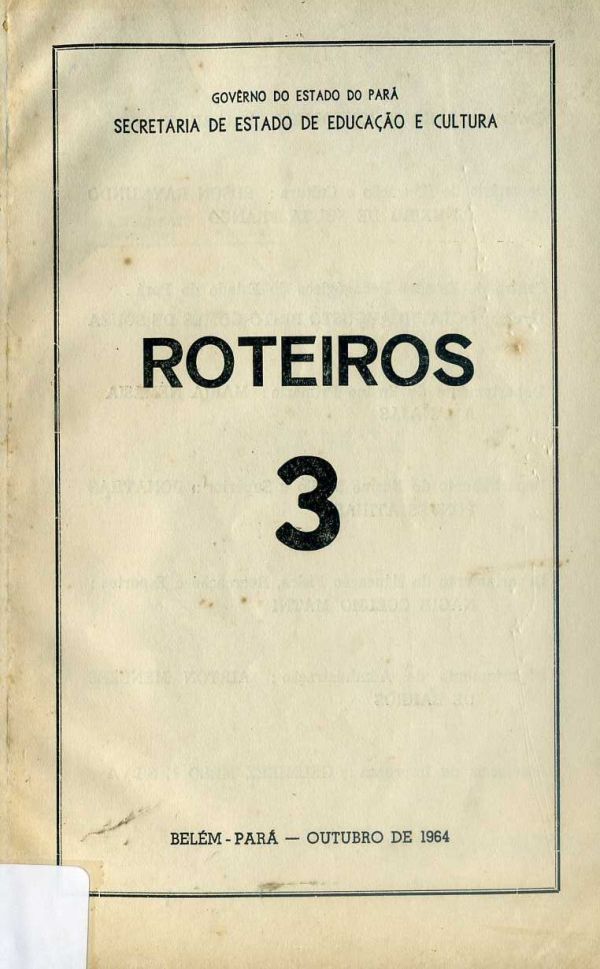 GOVÊRNO DO ESTADO DO PARÁ
SECRETARIA DE ESTADO DE EDUCAÇÃO E CULTURA
ROTEIROS
3
BELÉM - PARÁ — OUTUBRO DE 1964